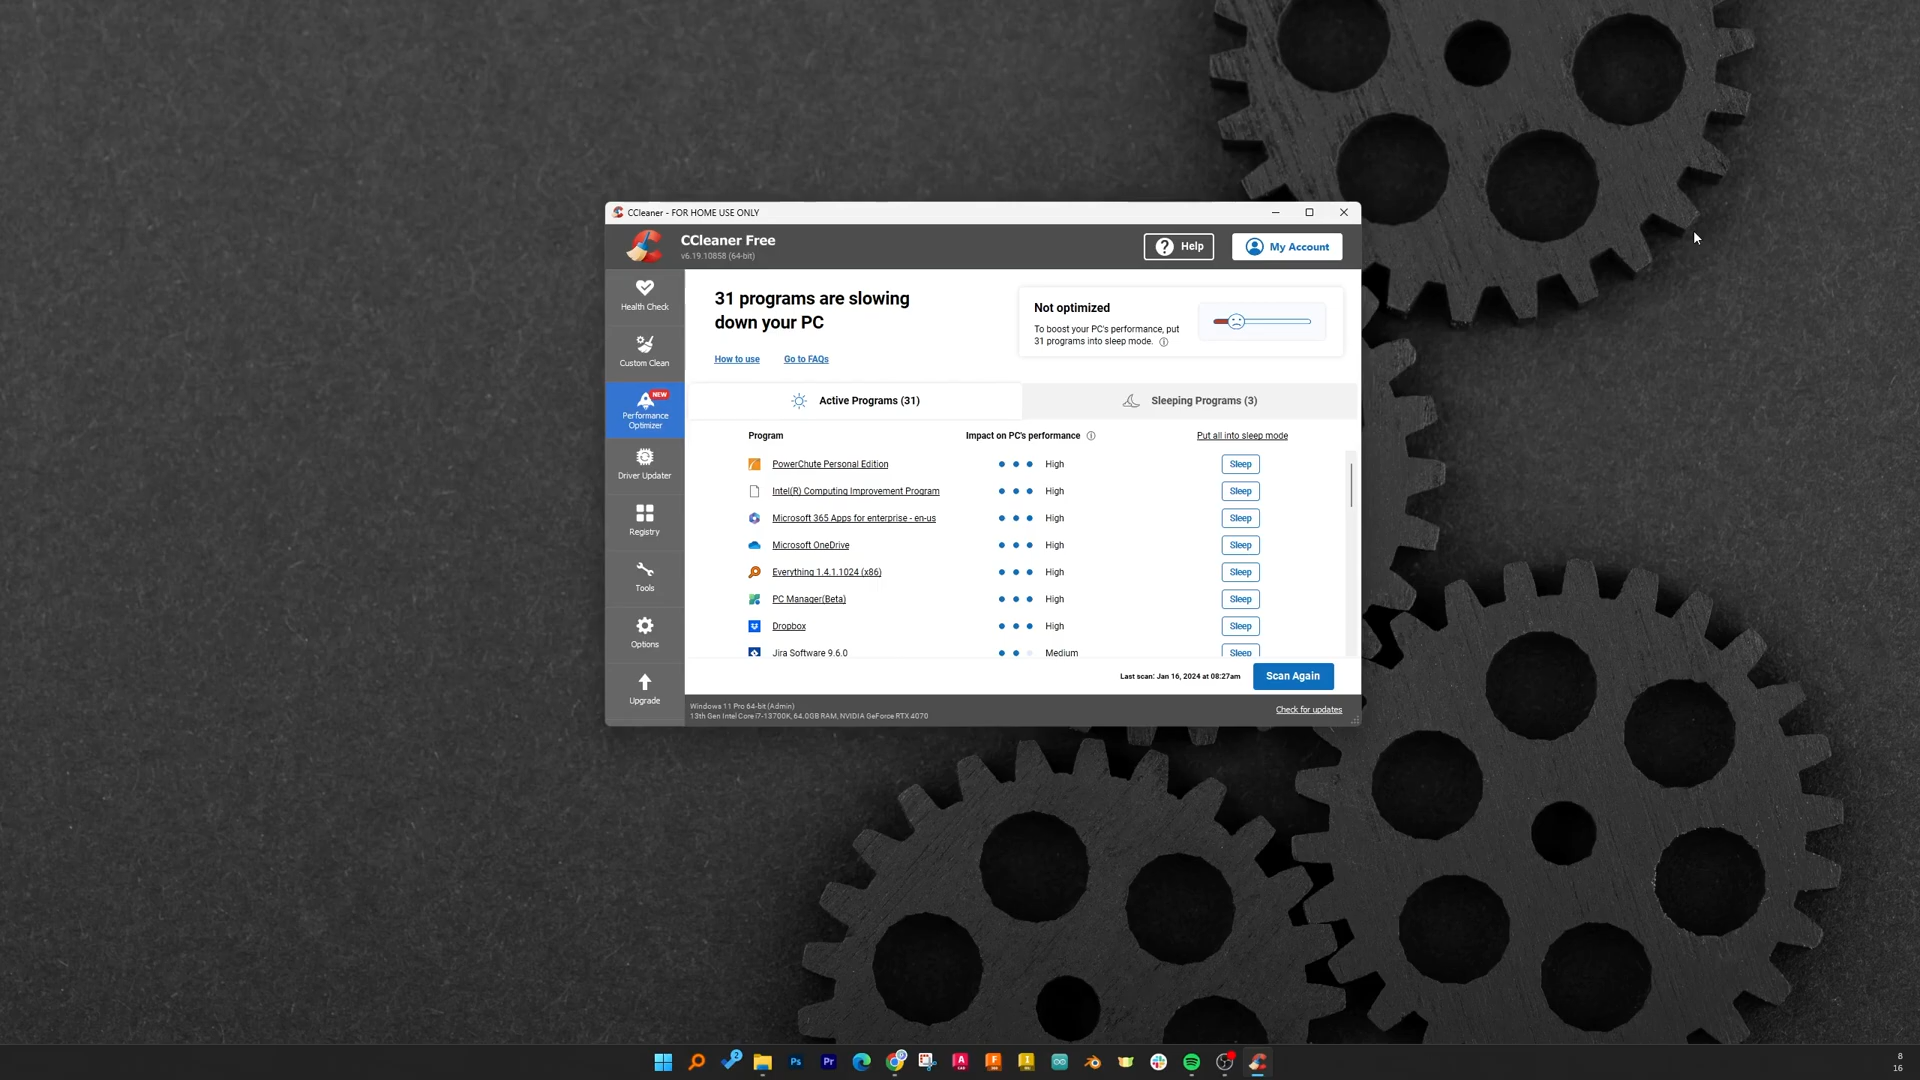 CCleaner - FOR HOME USE ONLY
CCleaner Free
v6.19.10858 (64-bit)
Help
My Account
Health Check
Custom Clean
NEW
Performance
Optimizer
Driver Updater
Registry
Tools
Options
Upgrade
31 programs are slowing
down your PC
How to use
Go to FAQs
Not optimized
To boost your PC's performance, put
31 programs into sleep mode.
Active Programs (31)
Sleeping Programs (3)
Program
Impact on PC's performance
Put all into sleep mode
PowerChute Personal Edition
High
Sleep
Intel(R) Computing Improvement Program
High
Sleep
Microsoft 365 Apps for enterprise - en-us
High
Sleep
Microsoft OneDrive
High
Sleep
Everything 1.4.1.1024 (x86)
High
Sleep
PC Manager(Beta)
High
Sleep
Dropbox
High
Sleep
Jira Software 9.6.0
Medium
Sleep
Last scan: Jan 16, 2024 at 08:27am
Scan Again
Windows 11 Pro 64-bit (Admin)
13th Gen Intel Core i7-13700K, 64.0GB RAM, NVIDIA GeForce RTX 4070
Check for updates
2
Ps
Pr
A
F
I
8
16